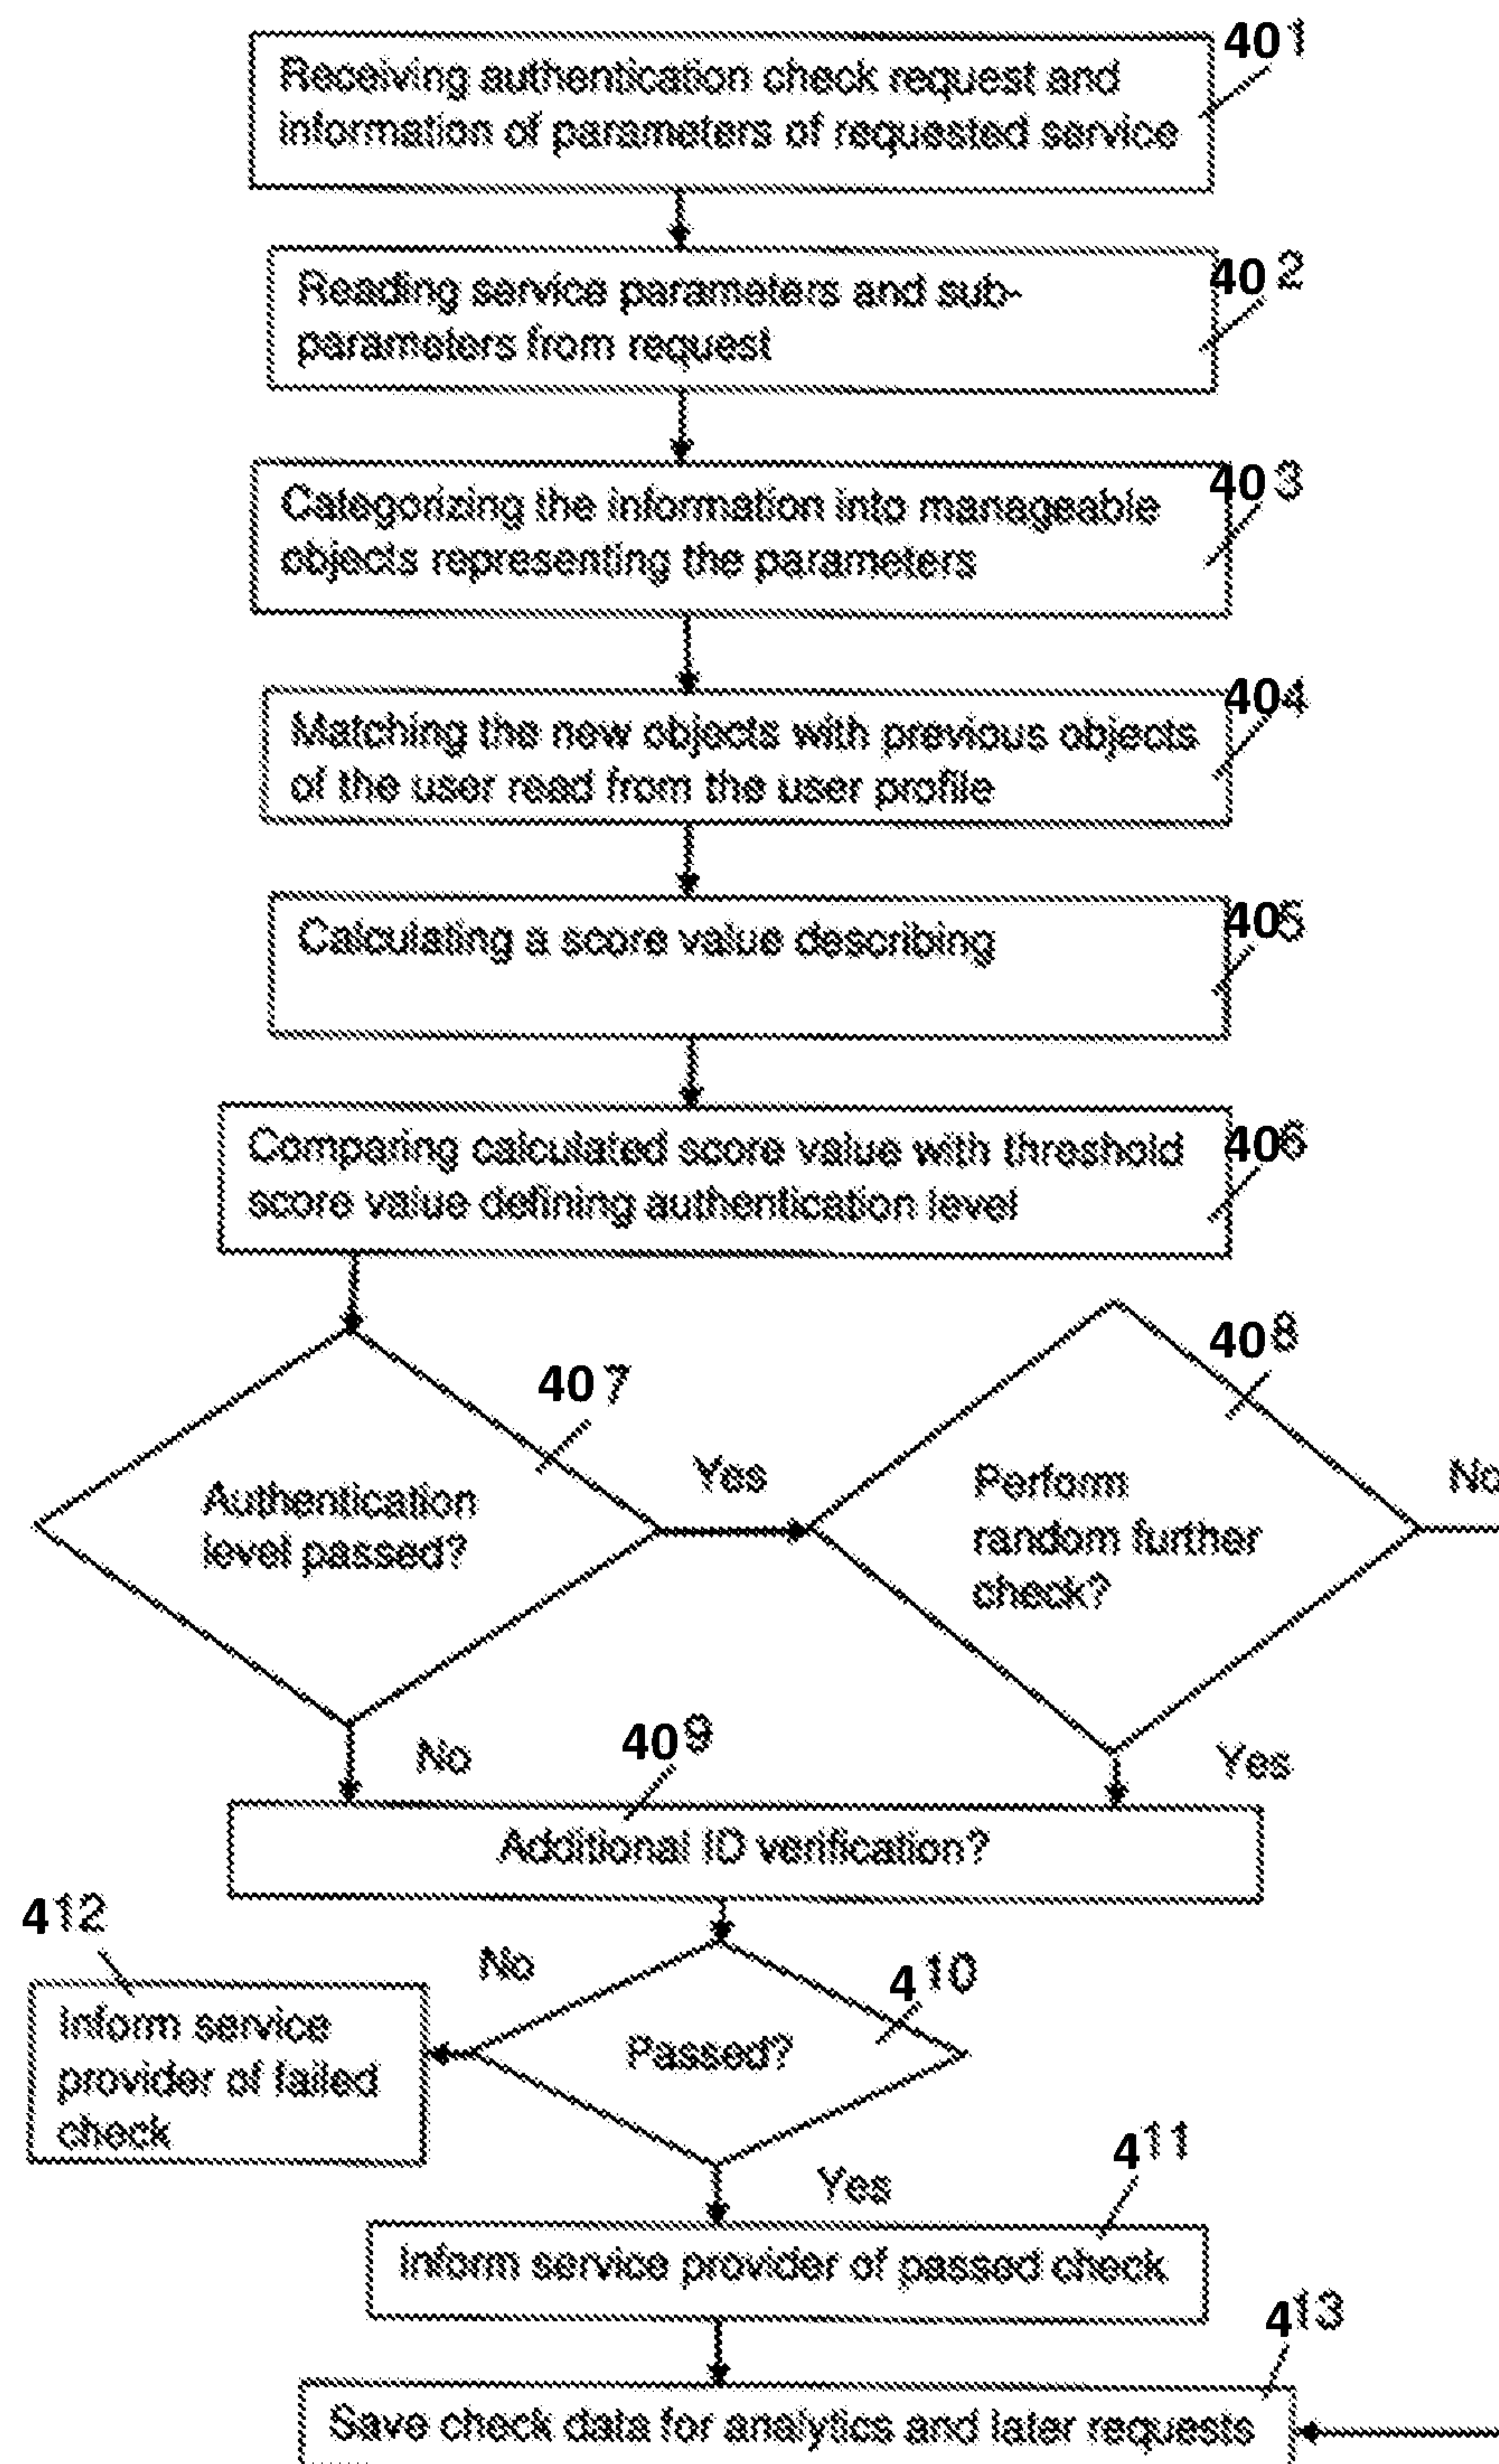 401
Receiving authentication check request and
information of parameters of requested service
402
Reading service parameters and sub-
parameters from request
403
Categorizing the information into manageable
objects representing the parameters
404
Matching the new objects with previous objects
of the user read from the user profile
405
Calculating a score value describing
406
Comparing calculated score value with threshold
score value defining authentication level
407
Authentication
level passed?
Yes
408
Perform
random further
check?
No
No
Yes
409
Additional ID verification?
412
Inform service
provider of failed
check
No
410
Passed?
Yes
411
Inform service provider of passed check
413
Save check data for analytics and later requests